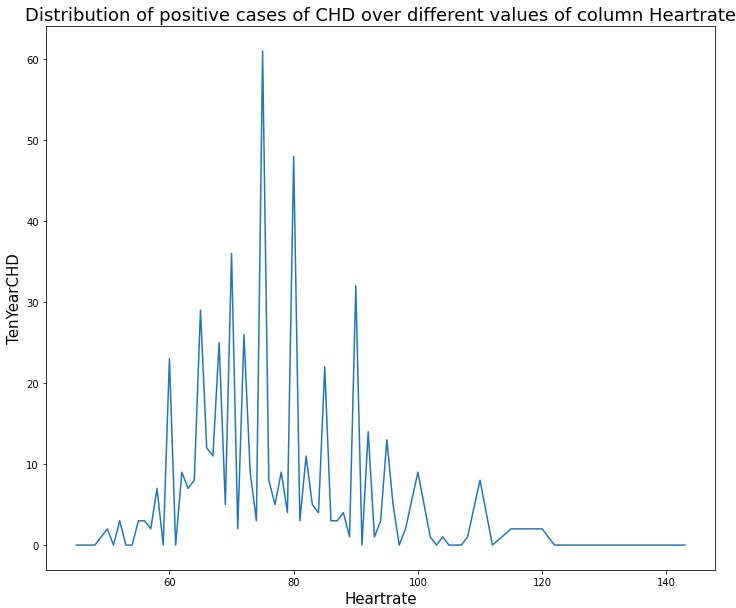 Distribution of positive cases of CHD over different values of column Heartrate
60
50
40
30
20
10
0
TenYearCHD
60 80 100 120 140
Heartrate